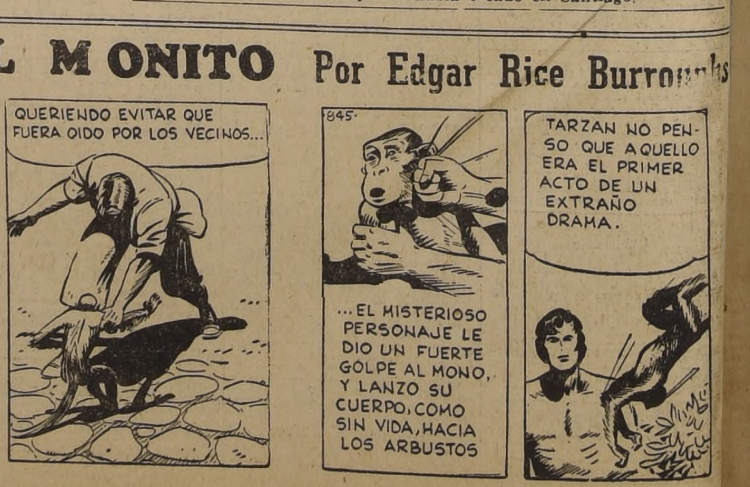 MONITO Por Edgar Rice Burroughs
QUERIENDO EVITAR QUE
FUERA OIDO POR LOS VECINOS...
·845·
...EL MISTERIOSO
PERSONAJE LE
DIO UN FUERTE
GOLPE AL MONO,
Y LANZO SU
CUERPO, COMO
SIN VIDA, HACIA
LOS ARBUSTOS
TARZAN NO PEN-
SO QUE AQUELLO
ERA EL PRIMER
ACTO DE UN
EXTRAÑO
DRAMA.